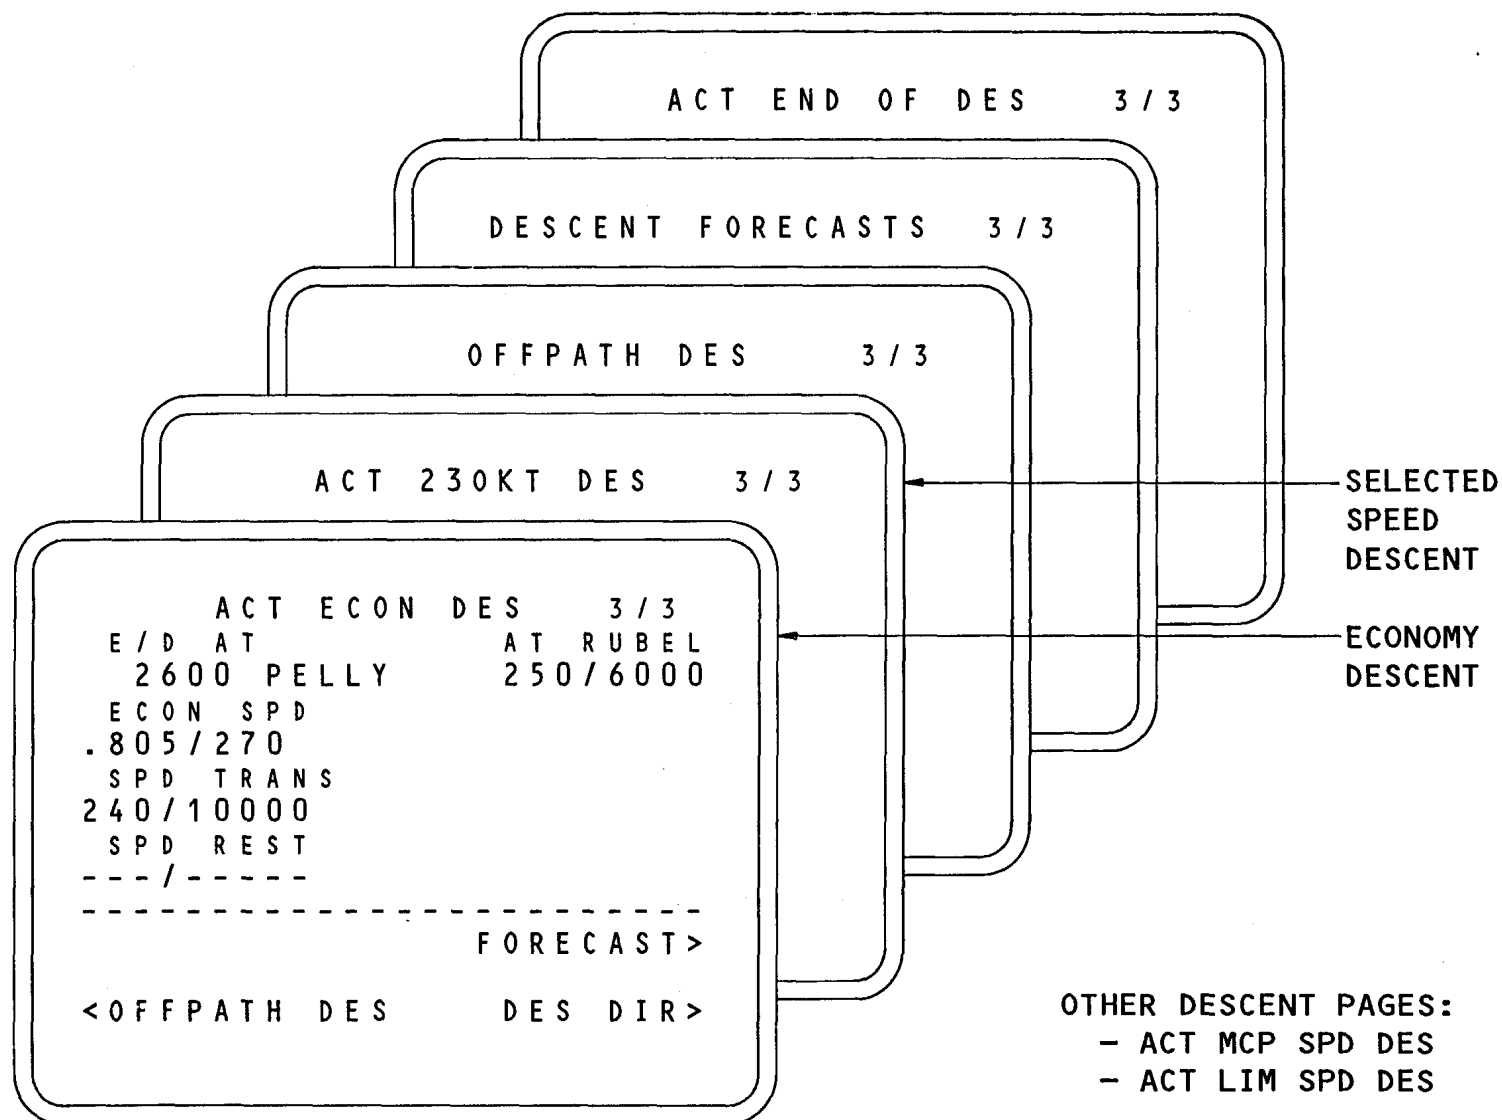 ACT END OF DES 3/3
DESCENT FORECASTS 3/3
OFFPATH DES 3/3
ACT 230KT DES 3/3
SELECTED
SPEED
DESCENT
ACT ECON DES 3/3
E/D AT AT RUBEL
2600 PELLY 250/6000
ECON SPD
.805/270
SPD TRANS
240/10000
SPD REST
---/-----
------------------------
FORECAST>
<OFFPATH DES DES DIR>
ECONOMY
DESCENT
OTHER DESCENT PAGES:
– ACT MCP SPD DES
– ACT LIM SPD DES